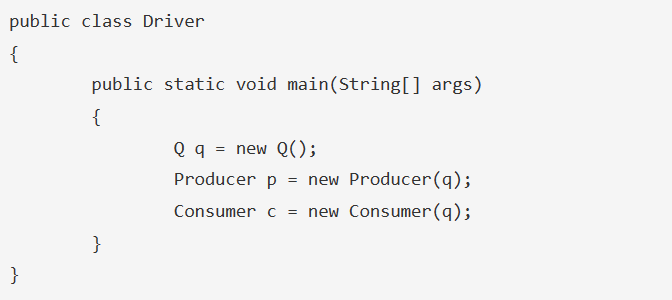 public class Driver
{
public static void main(String[] args)
{
Q q = new Q();
Producer p = new Producer(q);
Consumer c = new Consumer(q);
}
}